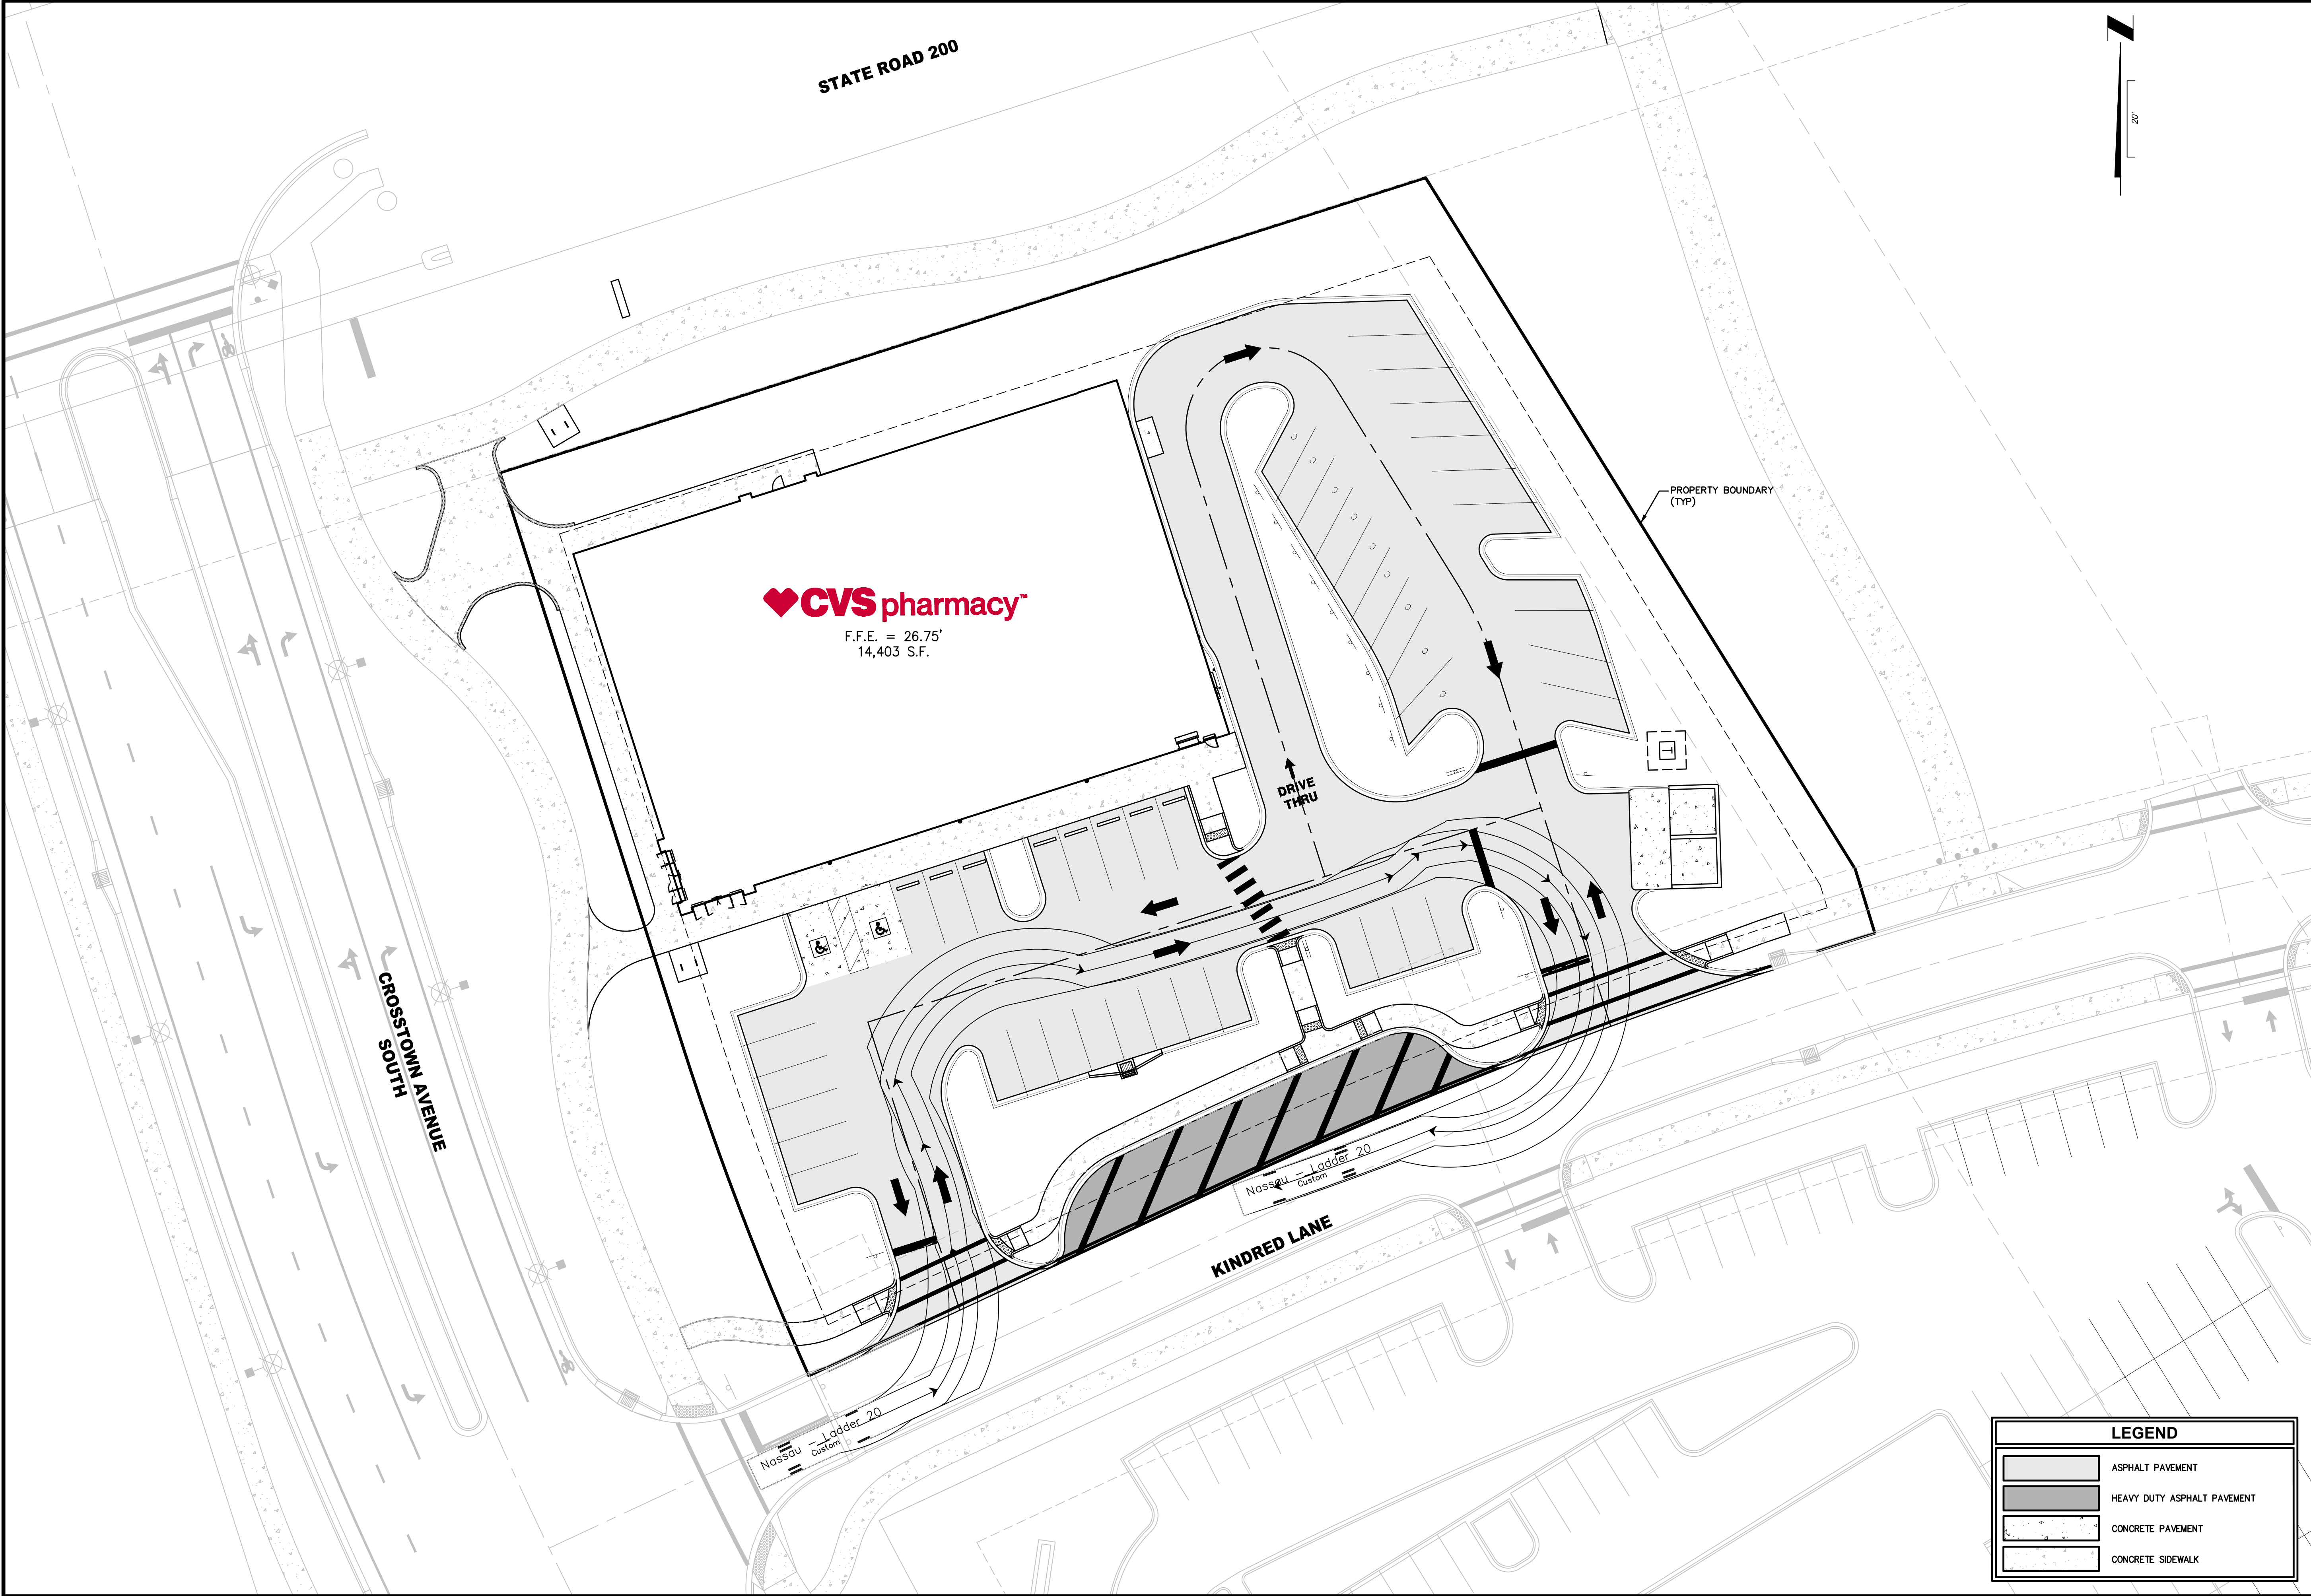 STATE ROAD 200
N
20'
PROPERTY BOUNDARY
(TYP)
CVS pharmacy™
F.F.E. = 26.75'
14,403 S.F.
DRIVE
THRU
CROSSTOWN AVENUE
SOUTH
Nassau - Ladder 20
Custom
KINDRED LANE
Nassau - Ladder 20
Custom
T
LEGEND
ASPHALT PAVEMENT
HEAVY DUTY ASPHALT PAVEMENT
CONCRETE PAVEMENT
CONCRETE SIDEWALK